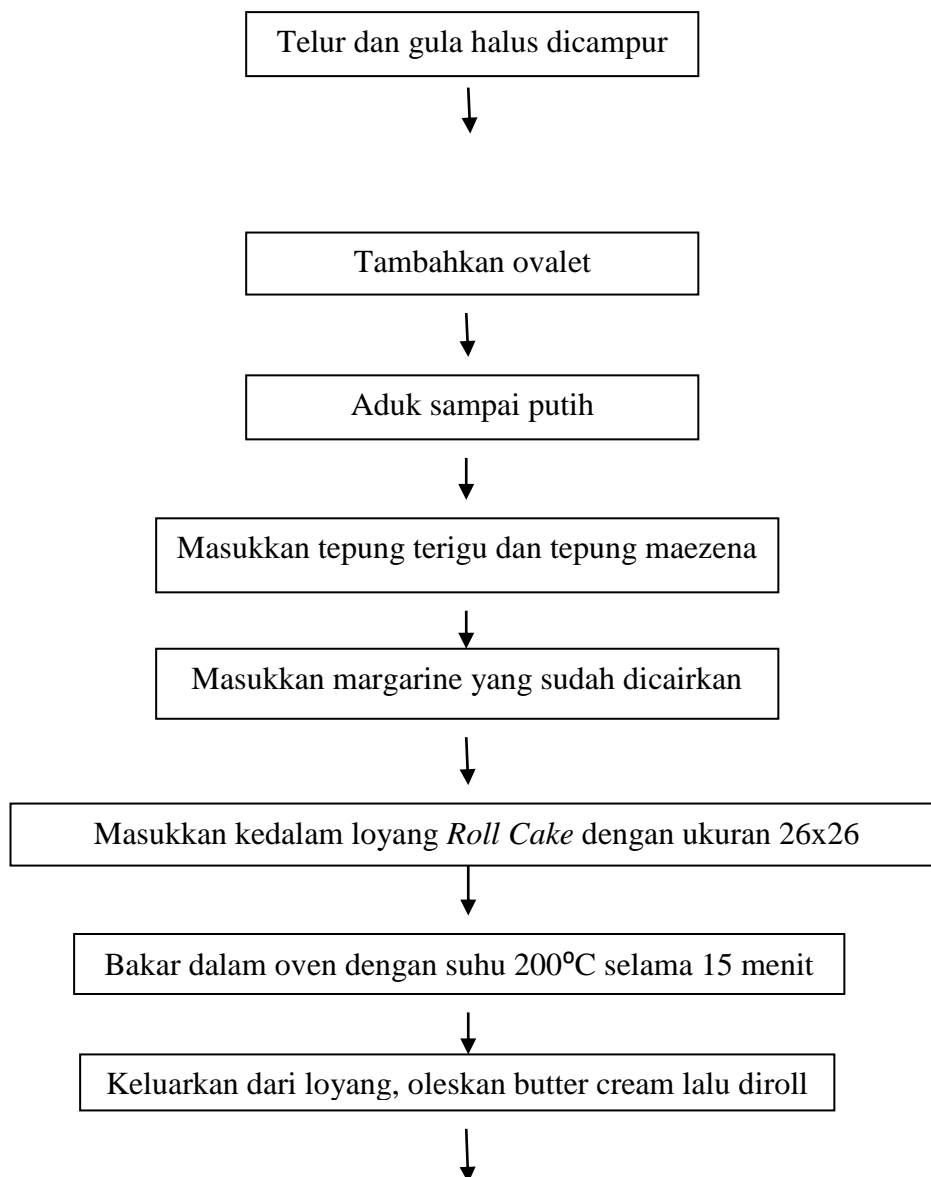 Telur dan gula halus dicampur
Tambahkan ovalet
Aduk sampai putih
Masukkan tepung terigu dan tepung maezena
Masukkan margarine yang sudah dicairkan
Masukkan kedalam loyang Roll Cake dengan ukuran 26x26
Bakar dalam oven dengan suhu 200⁰C selama 15 menit
Keluarkan dari loyang, oleskan butter cream lalu diroll